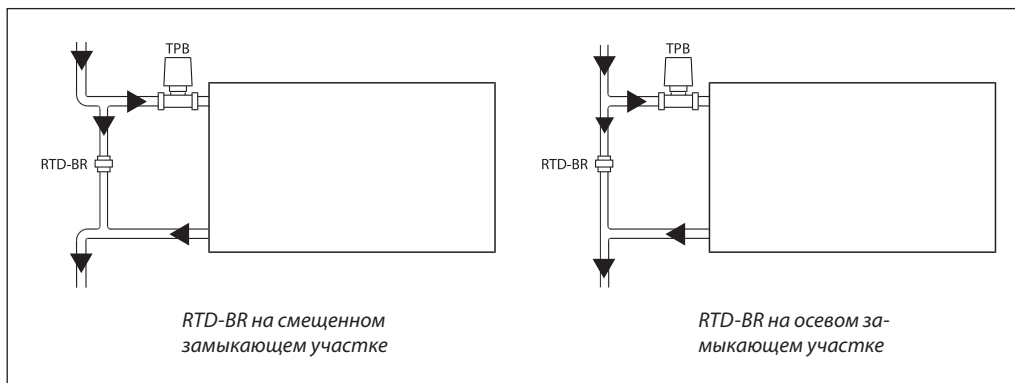 ТРВ
RTD-BR
RTD-BR на смещенном
замыкающем участке
ТРВ
RTD-BR
RTD-BR на осевом за-
мыкающем участке